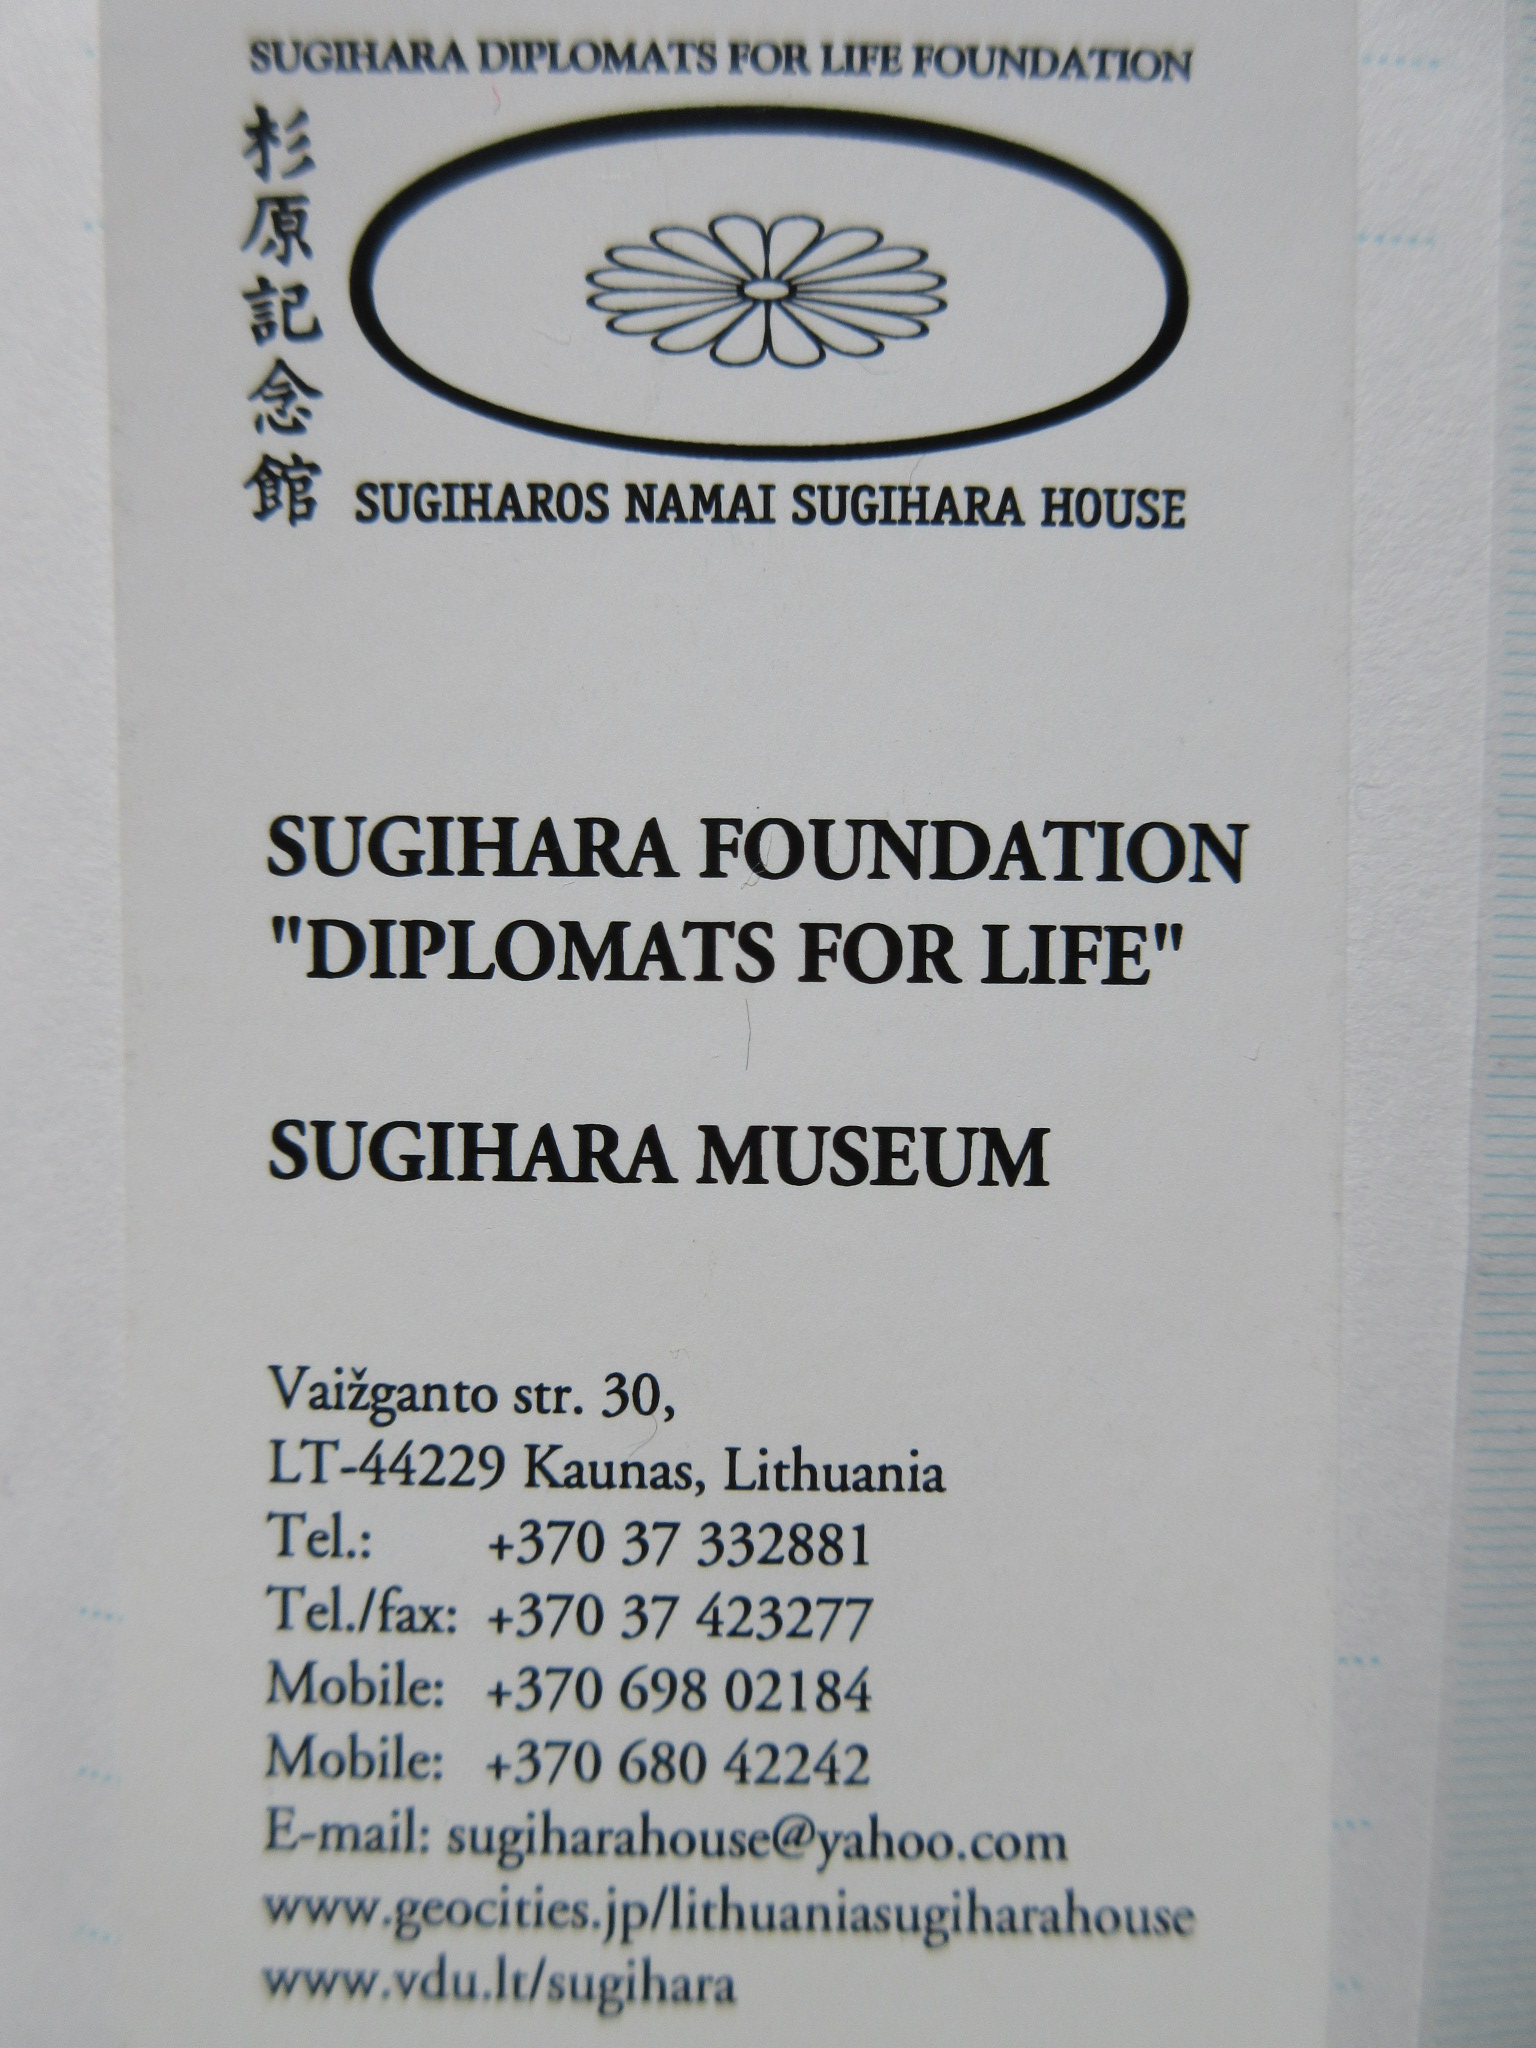 SUGIHARA DIPLOMATS FOR LIFE FOUNDATION
杉原記念館
SUGIHAROS NAMAI SUGIHARA HOUSE
SUGIHARA FOUNDATION
"DIPLOMATS FOR LIFE"
SUGIHARA MUSEUM
Vaižganto str. 30,
LT-44229 Kaunas, Lithuania
Tel.: +370 37 332881
Tel./fax: +370 37 423277
Mobile: +370 698 02184
Mobile: +370 680 42242
E-mail: sugiharahouse@yahoo.com
www.geocities.jp/lithuaniasugiharahouse
www.vdu.lt/sugihara